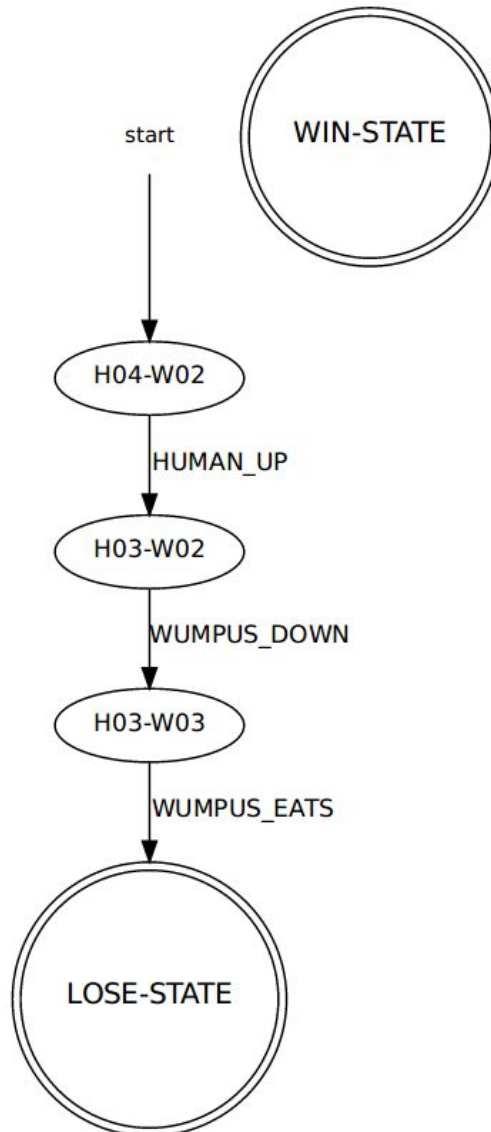 start
WIN-STATE
H04-W02
HUMAN_UP
H03-W02
WUMPUS_DOWN
H03-W03
WUMPUS_EATS
LOSE-STATE